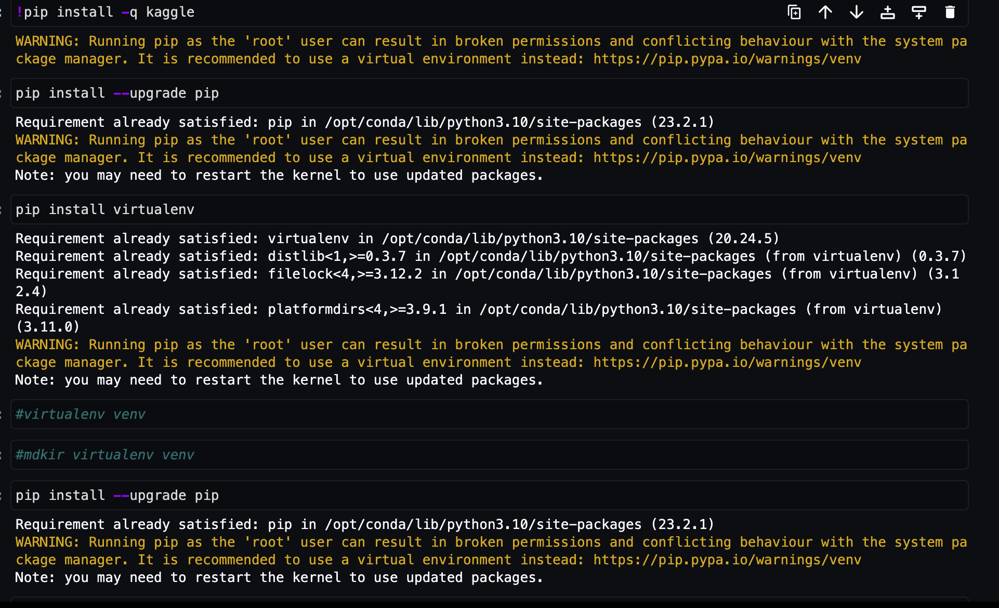 !pip install -q kaggle
WARNING: Running pip as the 'root' user can result in broken permissions and conflicting behaviour with the system pa
ckage manager. It is recommended to use a virtual environment instead: https://pip.pypa.io/warnings/venv
pip install --upgrade pip
Requirement already satisfied: pip in /opt/conda/lib/python3.10/site-packages (23.2.1)
WARNING: Running pip as the 'root' user can result in broken permissions and conflicting behaviour with the system pa
ckage manager. It is recommended to use a virtual environment instead: https://pip.pypa.io/warnings/venv
Note: you may need to restart the kernel to use updated packages.
pip install virtualenv
Requirement already satisfied: virtualenv in /opt/conda/lib/python3.10/site-packages (20.24.5)
Requirement already satisfied: distlib<1,>=0.3.7 in /opt/conda/lib/python3.10/site-packages (from virtualenv) (0.3.7)
Requirement already satisfied: filelock<4,>=3.12.2 in /opt/conda/lib/python3.10/site-packages (from virtualenv) (3.1
2.4)
Requirement already satisfied: platformdirs<4,>=3.9.1 in /opt/conda/lib/python3.10/site-packages (from virtualenv)
(3.11.0)
WARNING: Running pip as the 'root' user can result in broken permissions and conflicting behaviour with the system pa
ckage manager. It is recommended to use a virtual environment instead: https://pip.pypa.io/warnings/venv
Note: you may need to restart the kernel to use updated packages.
#virtualenv venv
#mdkir virtualenv venv
pip install --upgrade pip
Requirement already satisfied: pip in /opt/conda/lib/python3.10/site-packages (23.2.1)
WARNING: Running pip as the 'root' user can result in broken permissions and conflicting behaviour with the system pa
ckage manager. It is recommended to use a virtual environment instead: https://pip.pypa.io/warnings/venv
Note: you may need to restart the kernel to use updated packages.